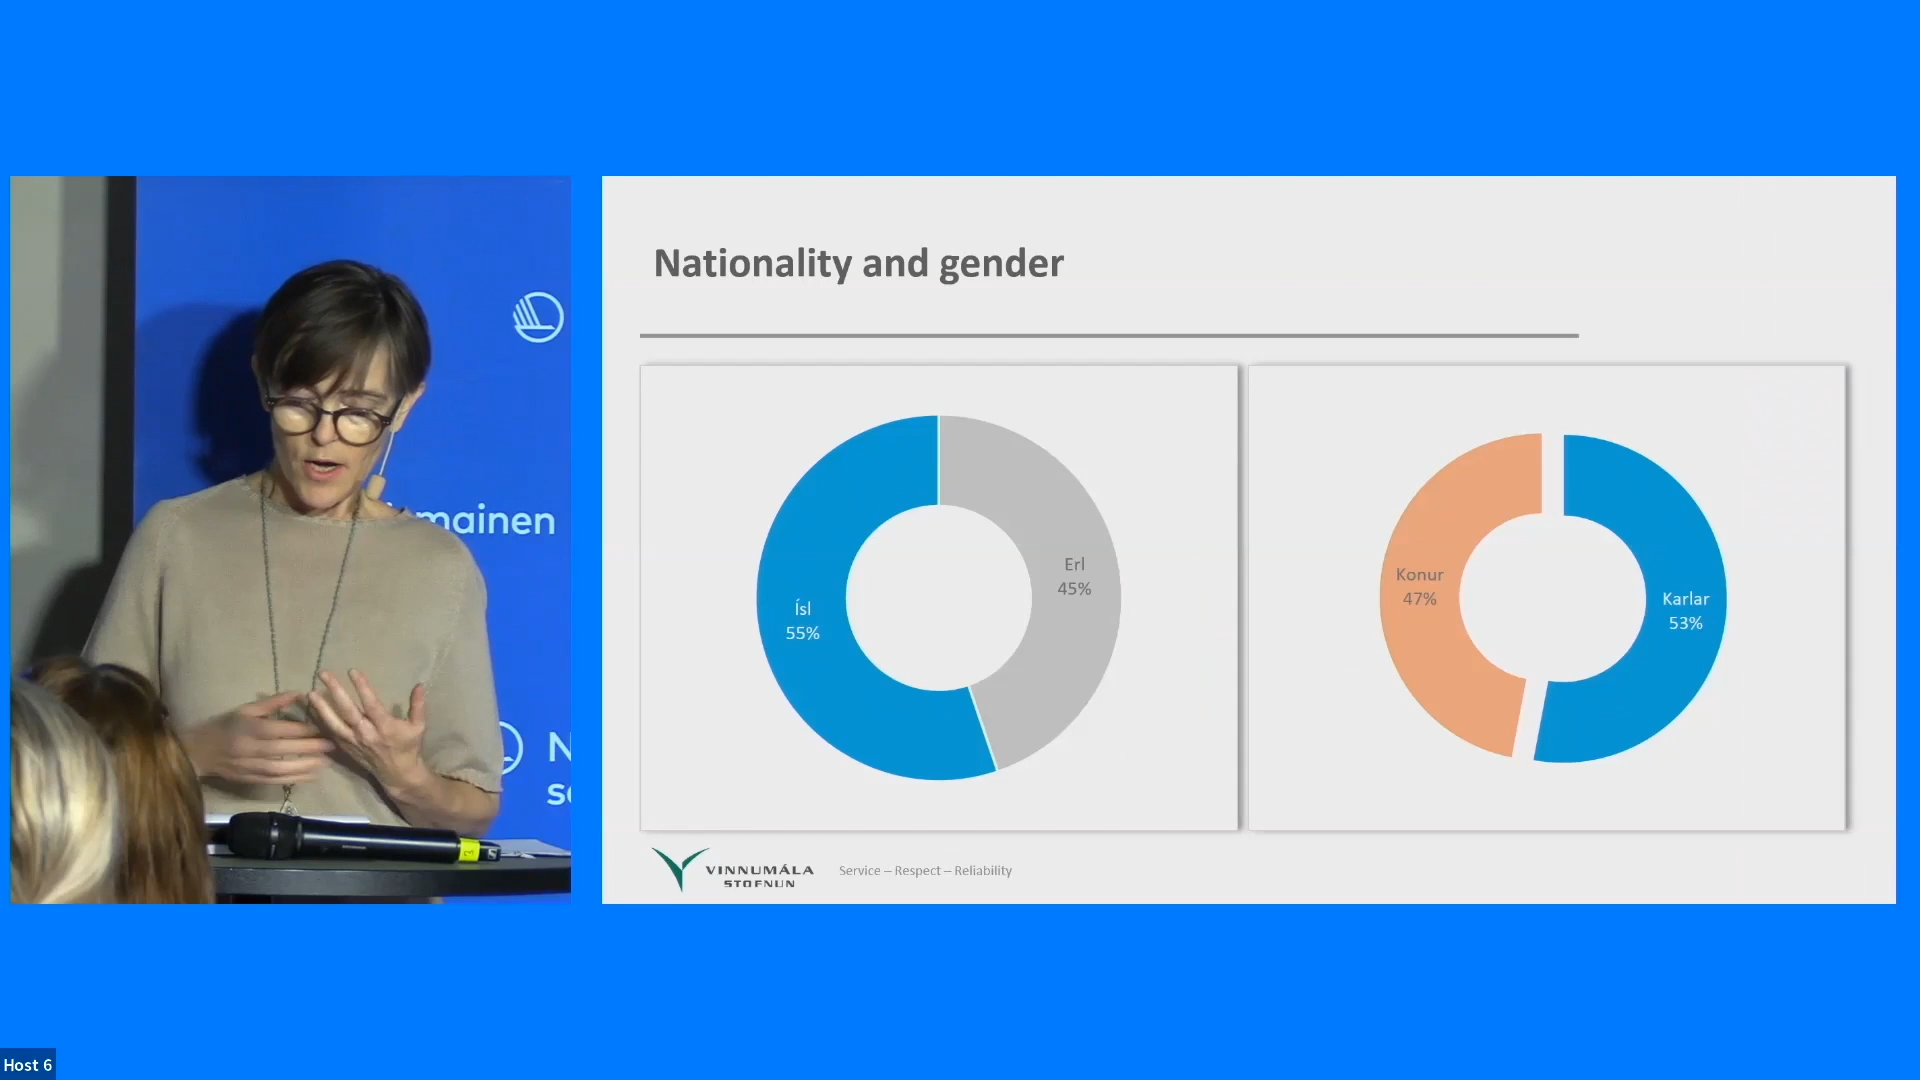 Nationality and gender
mainen
Erl
45%
Ísl
55%
Konur
47%
Karlar
53%
N
VINNUMÁLA
STOFNUN
Service – Respect – Reliability
Host 6